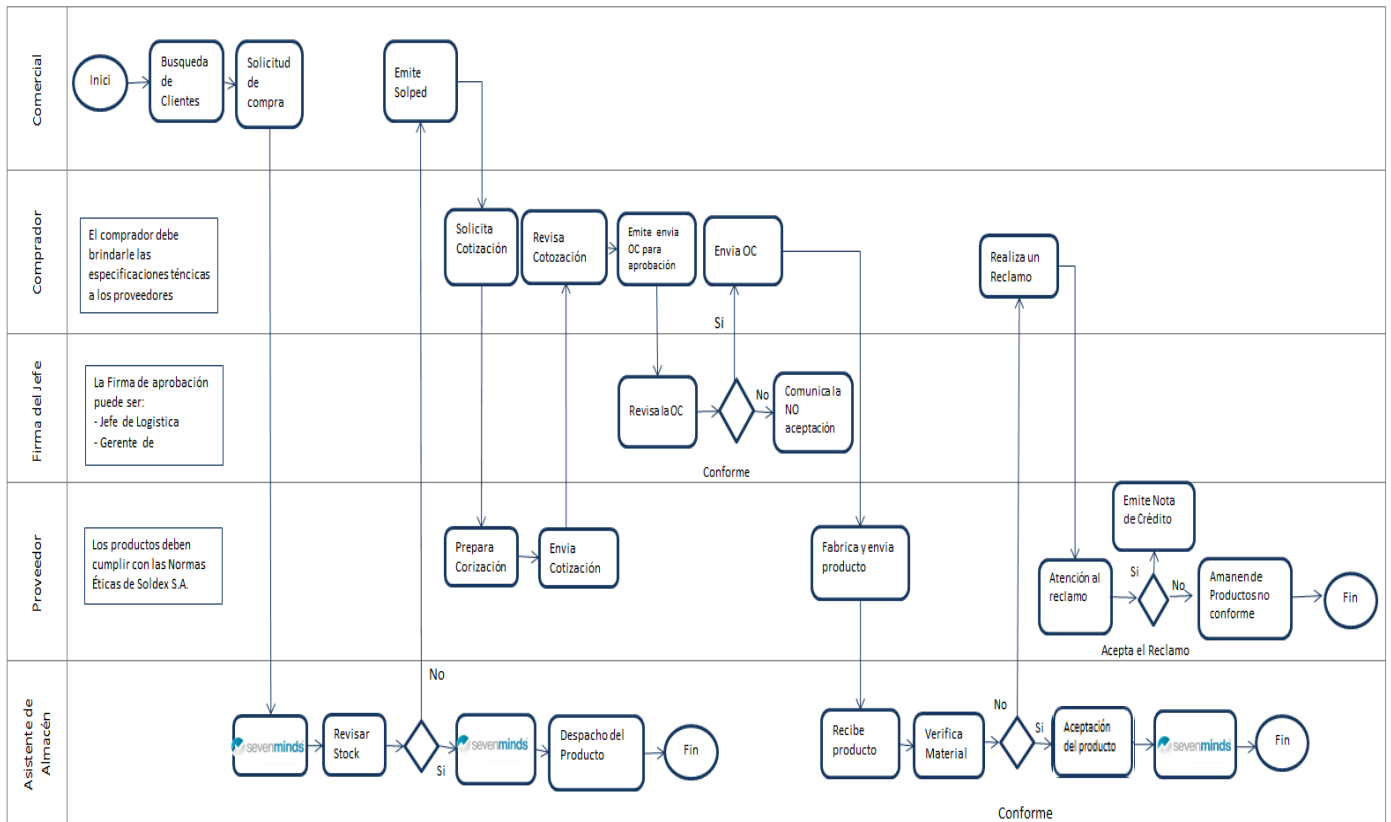 Comercial
Inici
Busqueda
de
Clientes
Solicitud
de
compra
Emite
Solped
Comprador
El comprador debe
brindarle las
especificaciones téncicas
a los proveedores
Solicita
Cotización
Revisa
Cotozación
Emite envia
OC para
aprobación
Envia OC
Realiza un
Reclamo
Si
Firma del Jefe
La Firma de aprobación
puede ser:
- Jefe de Logistica
- Gerente de
Revisa la OC
No
Comunica la
NO
aceptación
Conforme
Proveedor
Los productos deben
cumplir con las Normas
Éticas de Soldex S.A.
Prepara
Corización
Envia
Cotización
Fabrica y envia
producto
Atención al
reclamo
Emite Nota
de Crédito
Si
No
Amanen de
Productos no
conforme
Fin
Acepta el Reclamo
Asistente de
Almacén
sevenminds
Revisar
Stock
No
Si
sevenminds
Despacho del
Producto
Fin
Recibe
producto
Verifica
Material
No
Si
Aceptación
del producto
sevenminds
Fin
Conforme